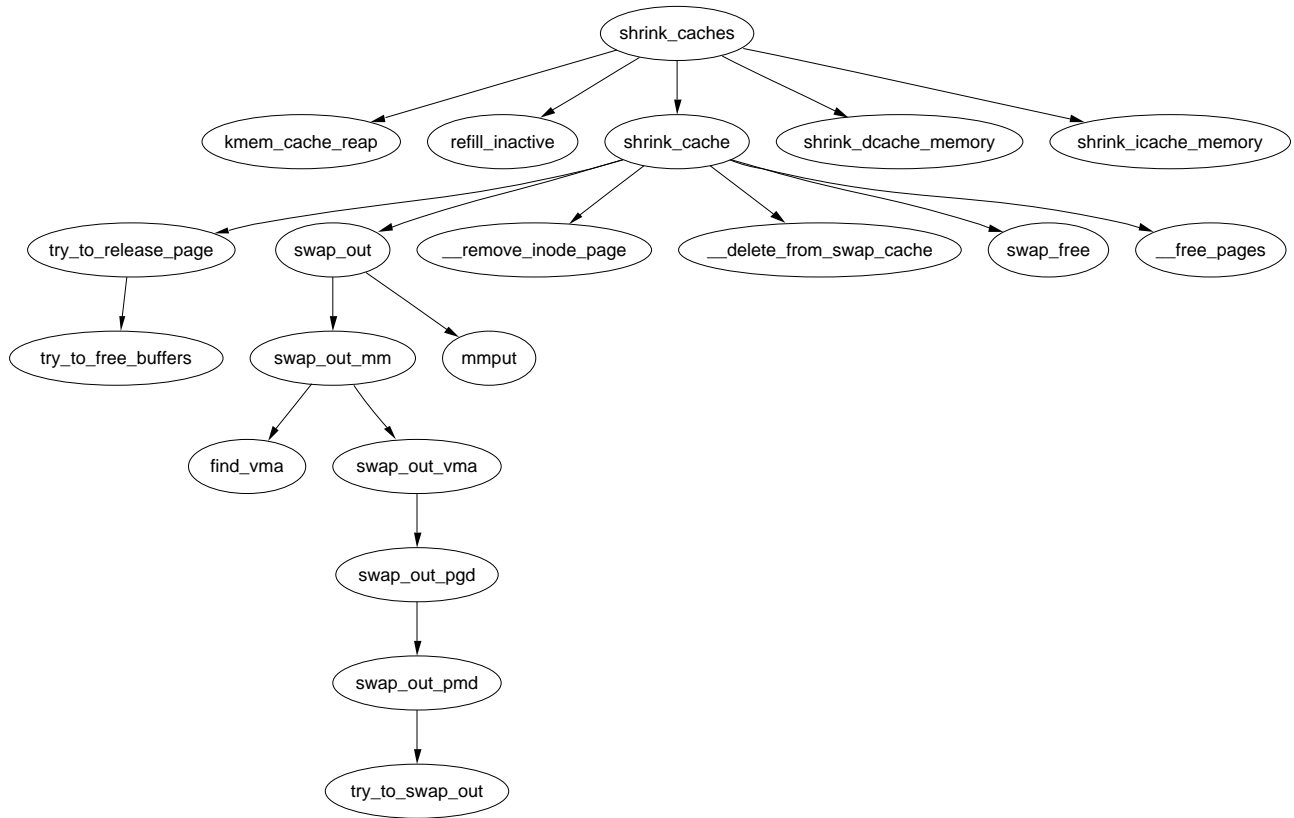 shrink_caches
kmem_cache_reap
refill_inactive
shrink_cache
shrink_dcache_memory
shrink_icache_memory
try_to_release_page
swap_out
__remove_inode_page
__delete_from_swap_cache
swap_free
__free_pages
try_to_free_buffers
swap_out_mm
mmput
find_vma
swap_out_vma
swap_out_pgd
swap_out_pmd
try_to_swap_out